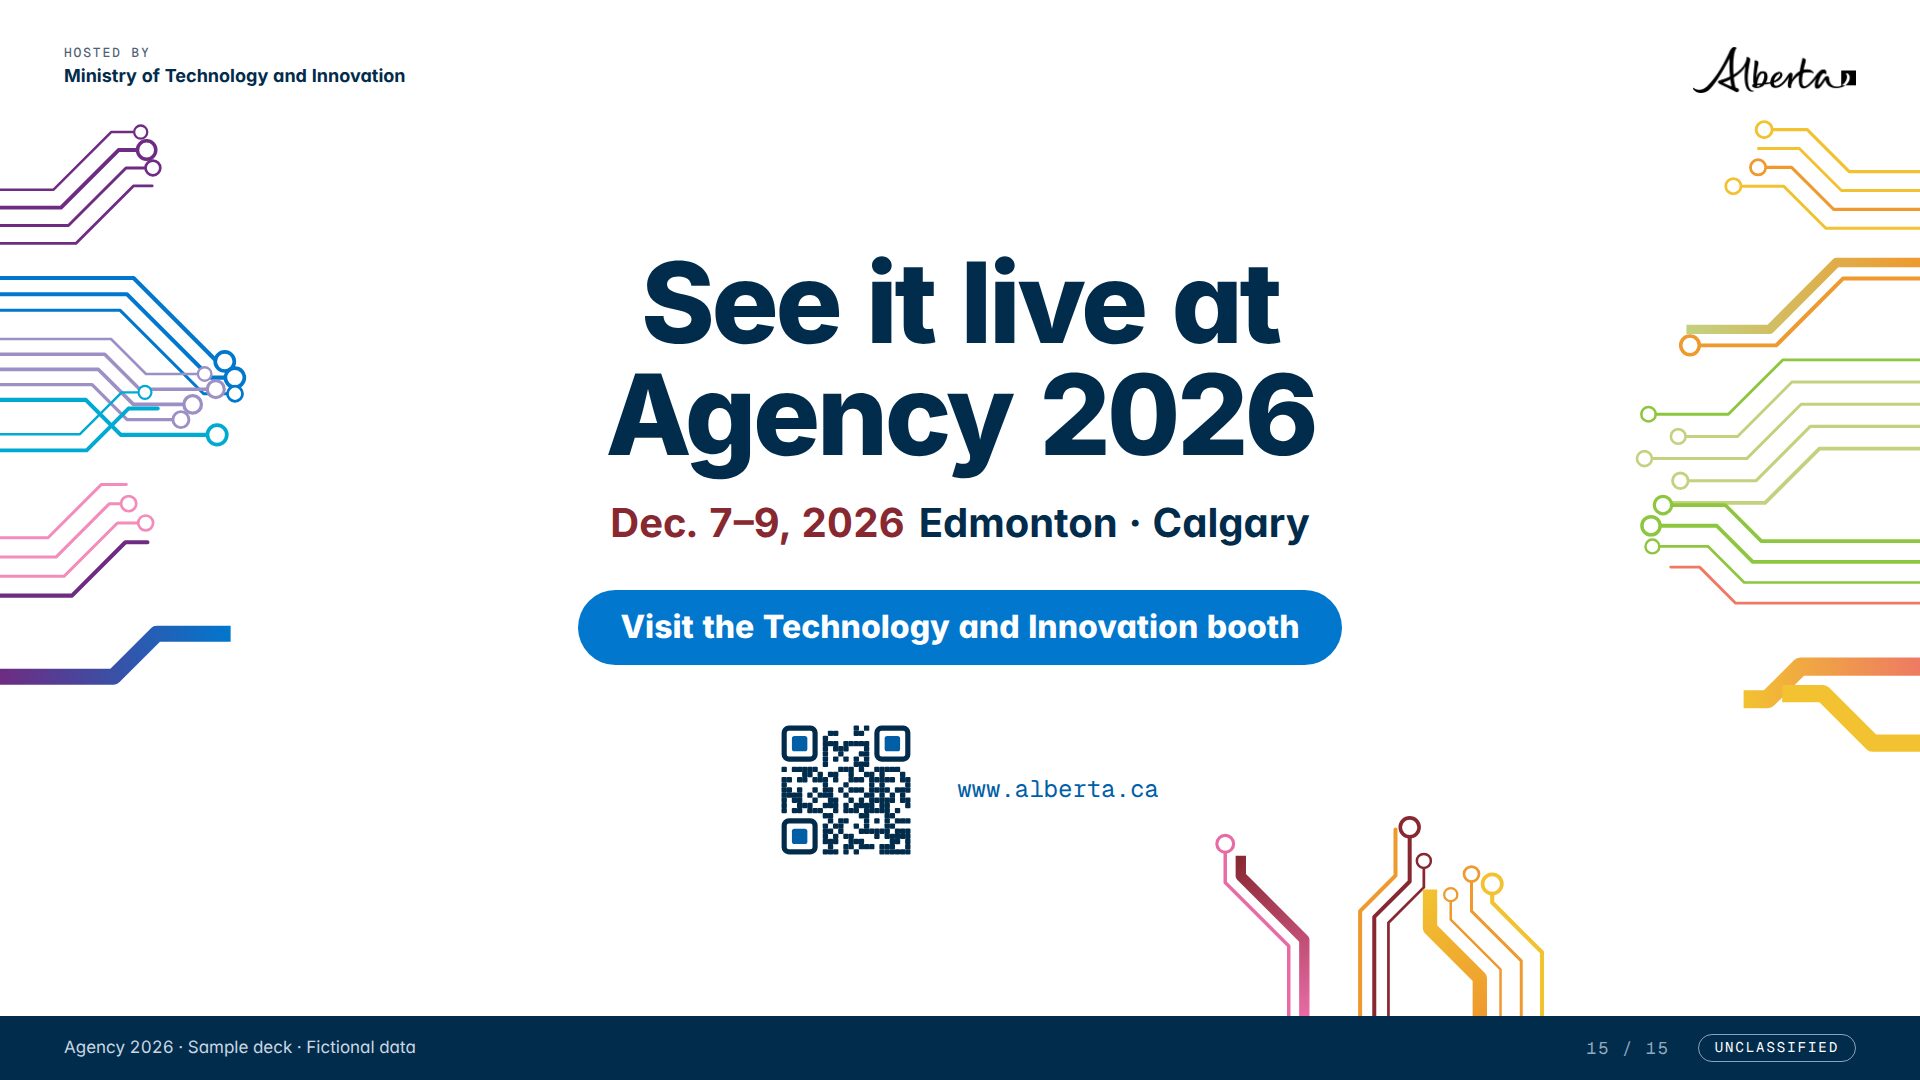 HOSTED BY
Ministry of Technology and Innovation
Alberta
See it live at
Agency 2026
Dec. 7–9, 2026 Edmonton · Calgary
Visit the Technology and Innovation booth
www.alberta.ca
Agency 2026 · Sample deck · Fictional data
15 / 15
UNCLASSIFIED